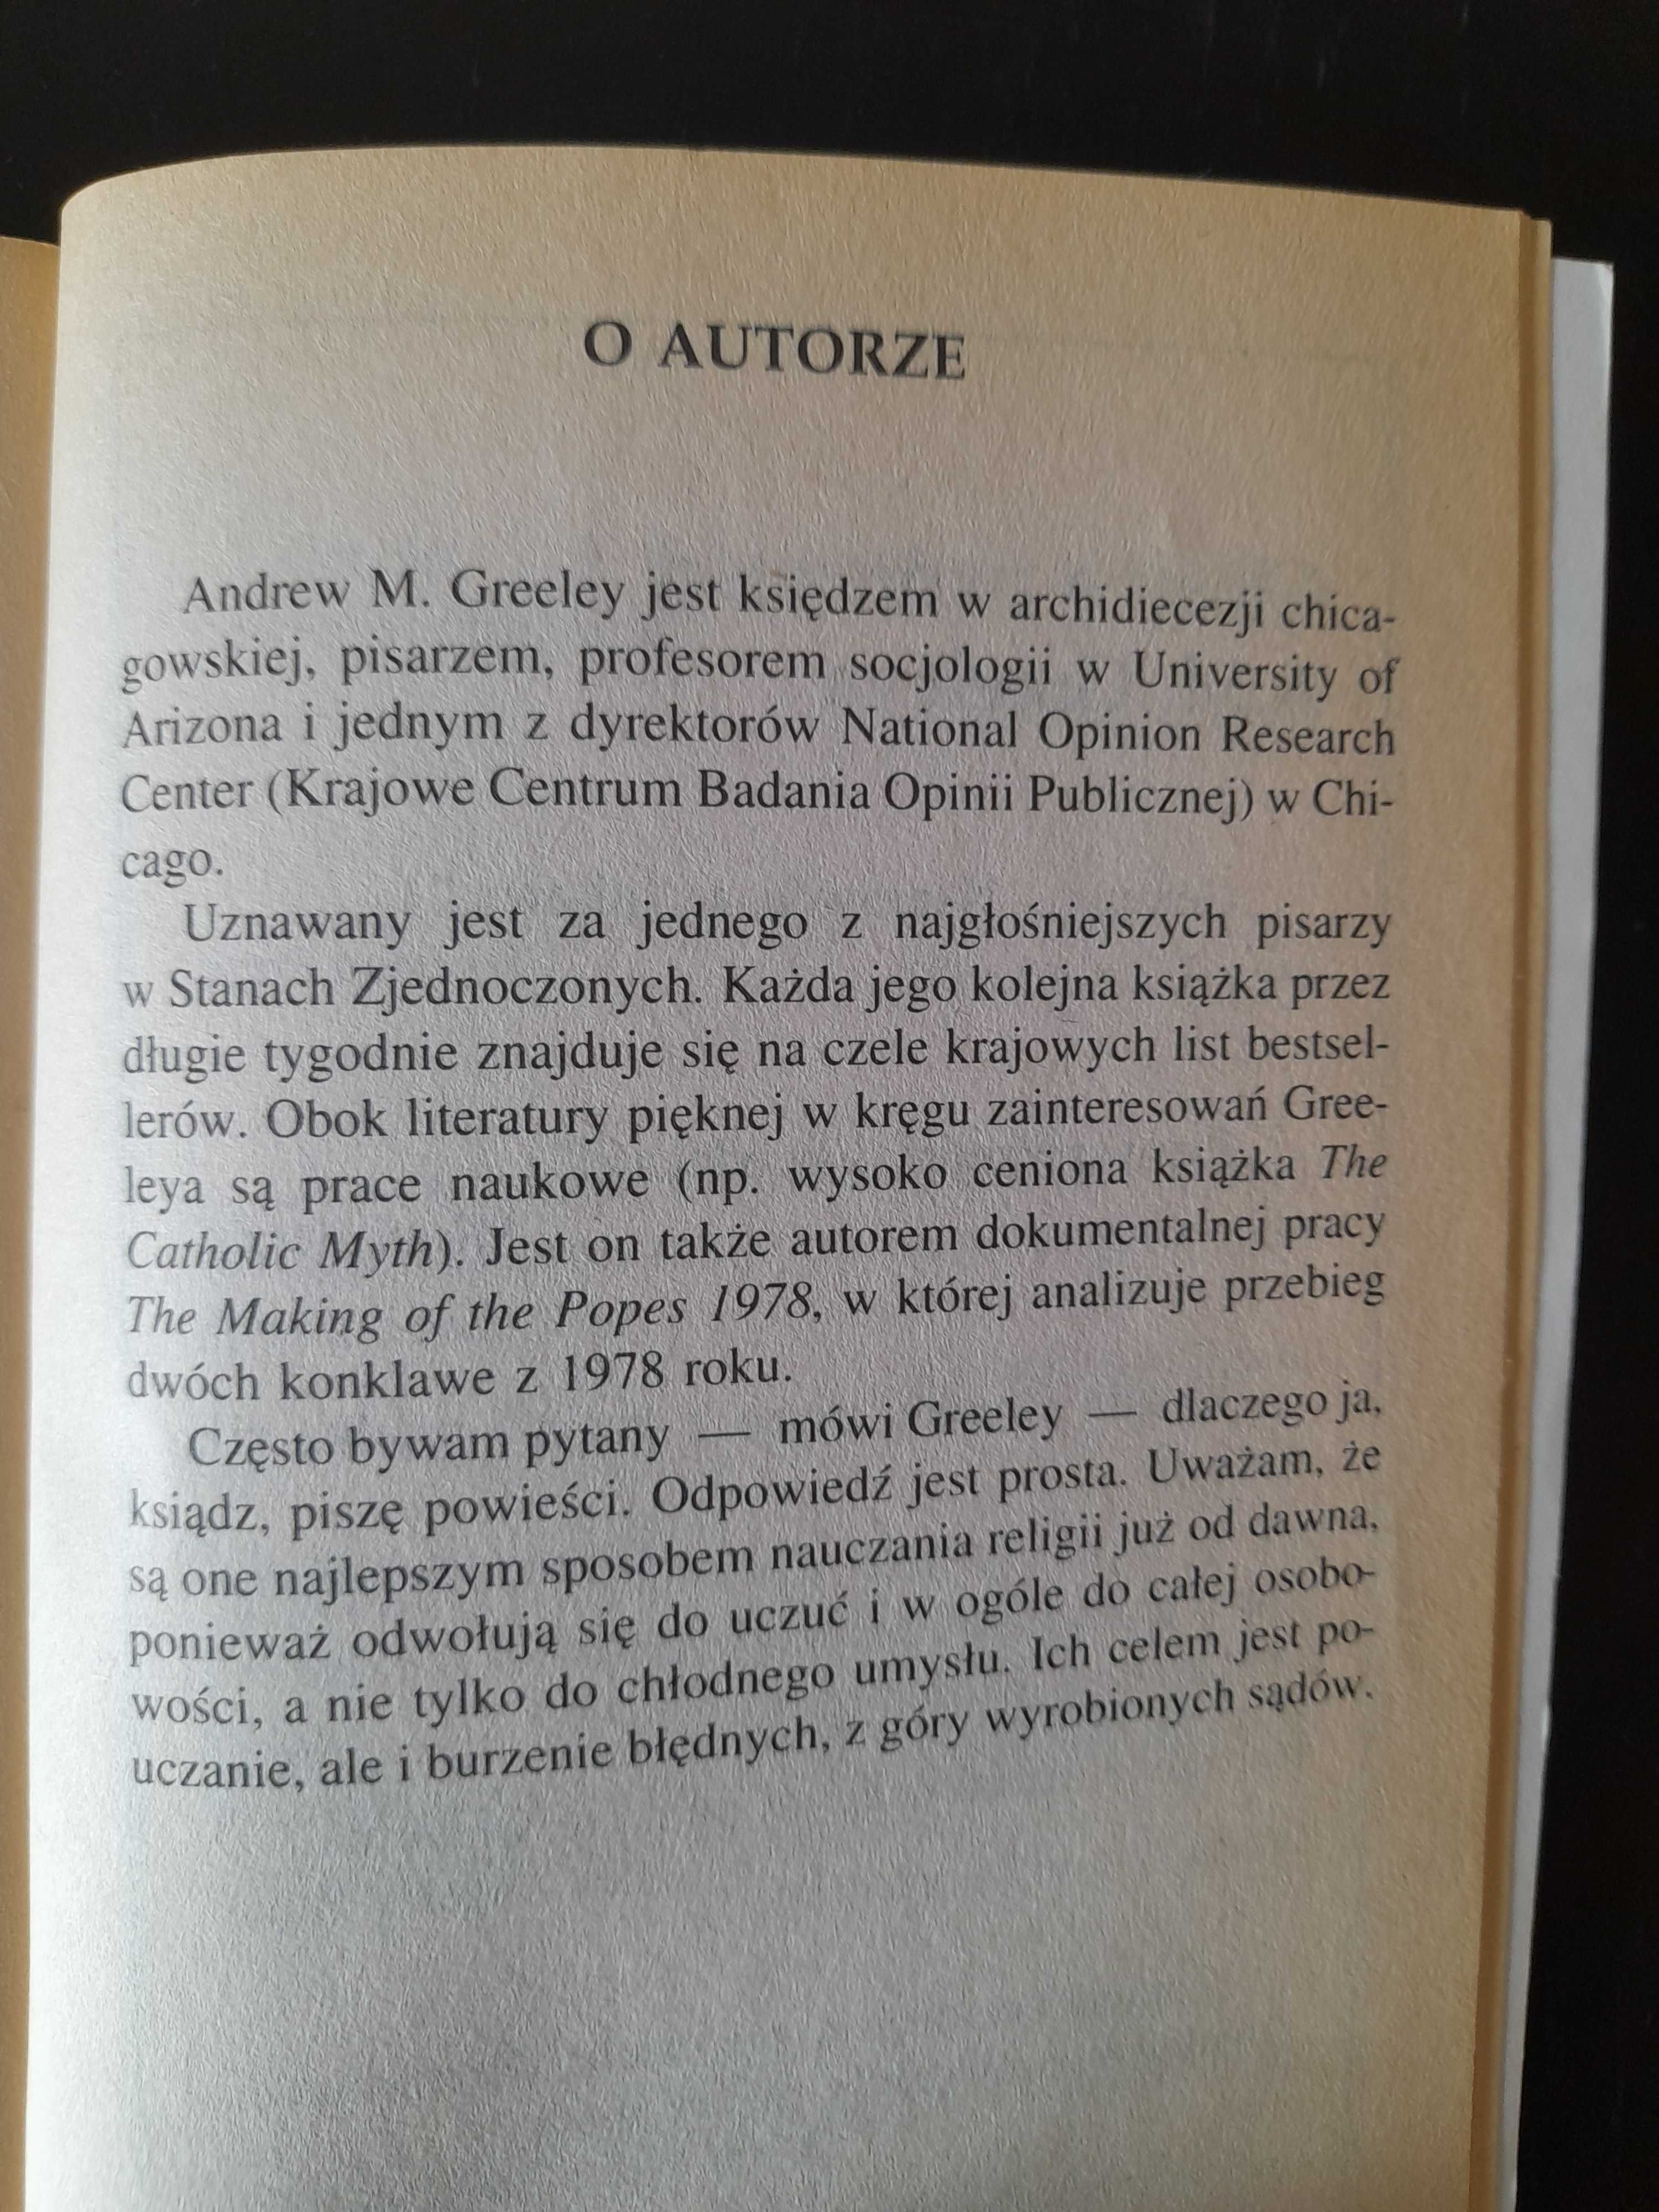 O AUTORZE
Andrew M. Greeley jest księdzem w archidiecezji chica-
gowskiej, pisarzem, profesorem socjologii w University of
Arizona i jednym z dyrektorów National Opinion Research
Center (Krajowe Centrum Badania Opinii Publicznej) w Chi-
cago.
Uznawany jest za jednego z najgłośniejszych pisarzy
w Stanach Zjednoczonych. Każda jego kolejna książka przez
długie tygodnie znajduje się na czele krajowych list bestsel-
lerów. Obok literatury pięknej w kręgu zainteresowań Gree-
leya są prace naukowe (np. wysoko ceniona książka The
Catholic Myth). Jest on także autorem dokumentalnej pracy
The Making of the Popes 1978, w której analizuje przebieg
dwóch konklawe z 1978 roku.
Często bywam pytany — mówi Greeley — dlaczego ja,
ksiądz, piszę powieści. Odpowiedź jest prosta. Uważam, że
są one najlepszym sposobem nauczania religii już od dawna,
ponieważ odwołują się do uczuć i w ogóle do całej osobo-
wości, a nie tylko do chłodnego umysłu. Ich celem jest po-
uczanie, ale i burzenie błędnych, z góry wyrobionych sądów.